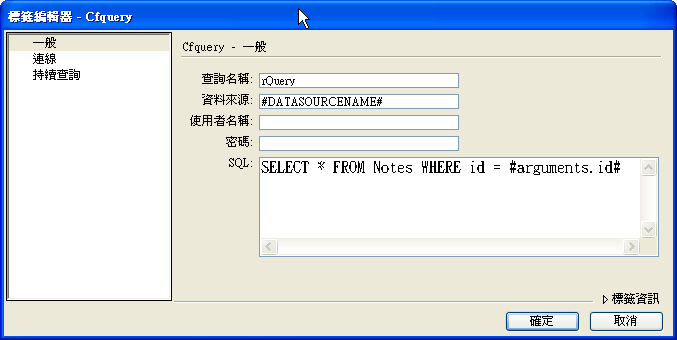 標籤編輯器 - Cfquery
一般
連線
持續查詢
Cfquery - 一般
查詢名稱: rQuery
資料來源: #DATASOURCENAME#
使用者名稱:
密碼:
SQL: SELECT * FROM Notes WHERE id = #arguments.id#
標籤資訊
確定
取消